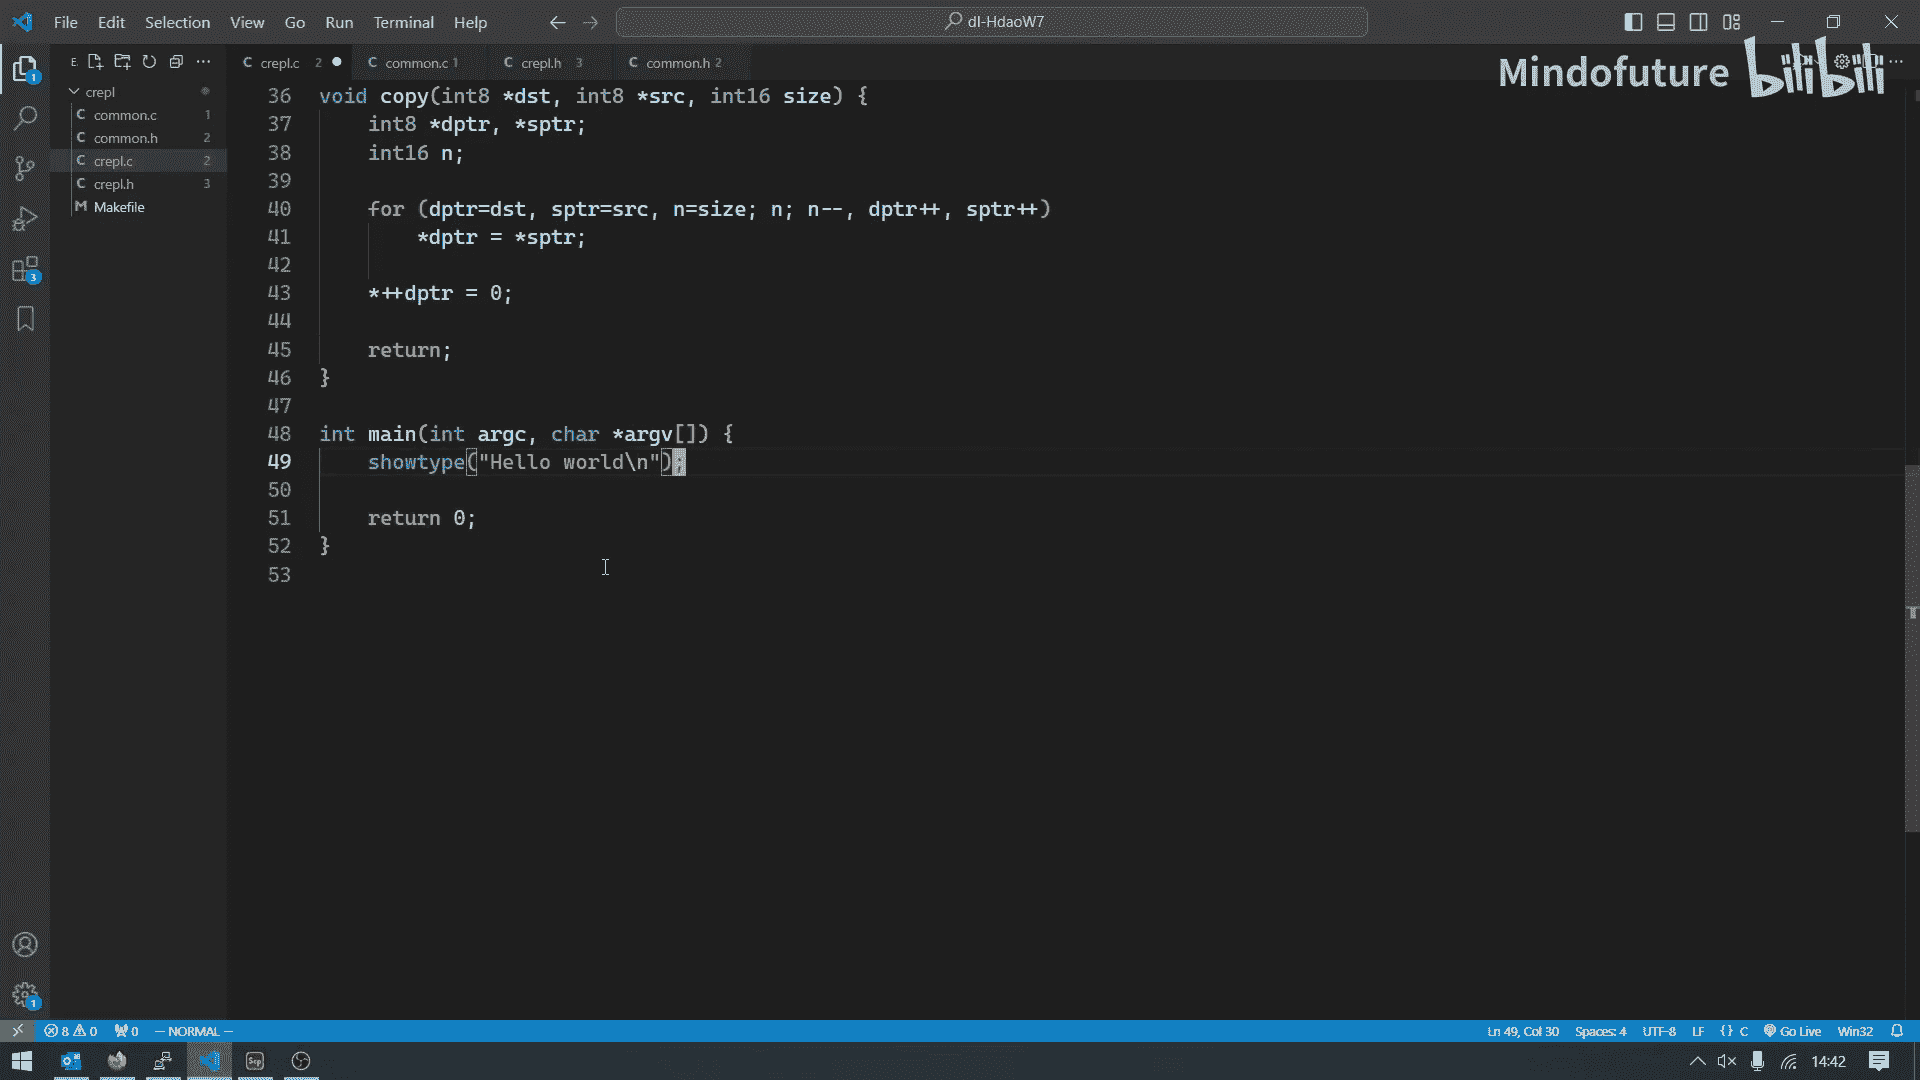 File Edit Selection View Go Run Terminal Help
dl-HdaoW7
Mindofuture bilibili
E
crepl
common.c 1
common.h 2
crepl.c 2
crepl.h 3
Makefile
crepl.c 2
common.c 1
crepl.h 3
common.h 2
36 void copy(int8 *dst, int8 *src, int16 size) {
37 int8 *dptr, *sptr;
38 int16 n;
39
40 for (dptr=dst, sptr=src, n=size; n; n--, dptr++, sptr++)
41 *dptr = *sptr;
42
43 *++dptr = 0;
44
45 return;
46 }
47
48 int main(int argc, char *argv[]) {
49 showtype("Hello world\n");
50
51 return 0;
52 }
53
1
3
1
8 0 0 -- NORMAL --
Ln 49, Col 30 Spaces: 4 UTF-8 LF {} C Go Live Win32
14:42